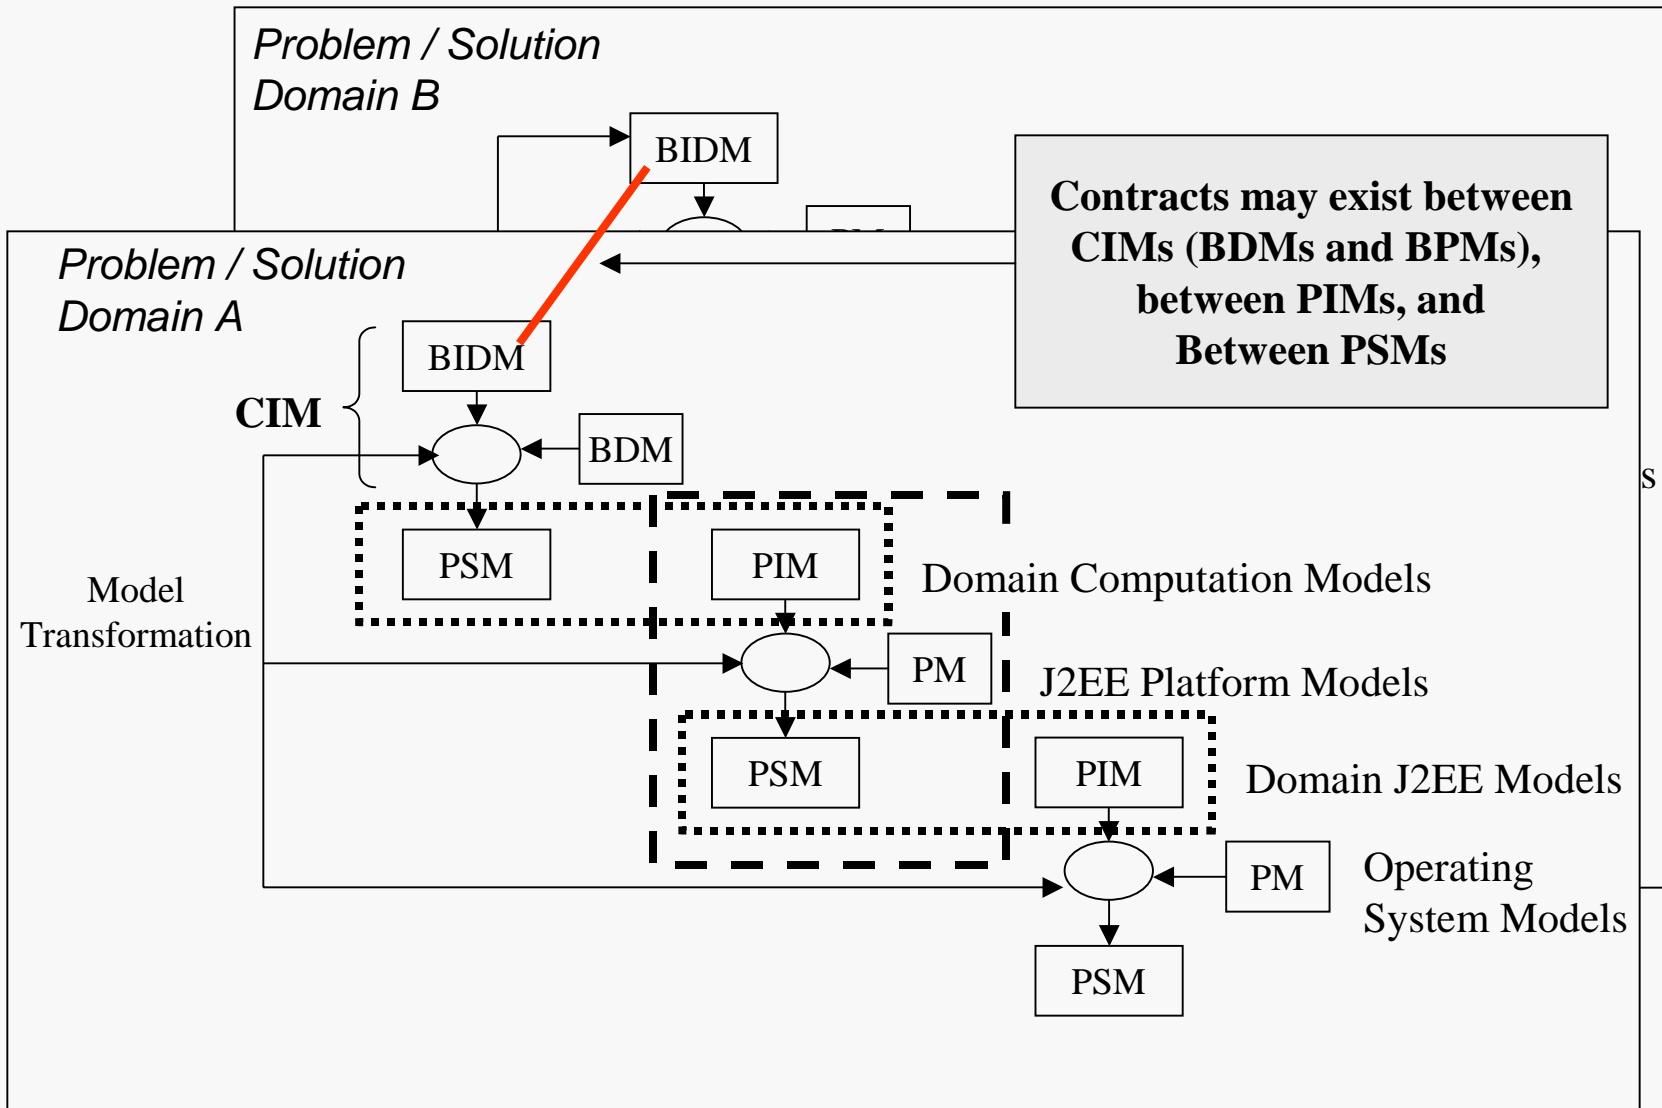 Problem / Solution
Domain B
BIDM
Contracts may exist between
CIMs (BDMs and BPMs),
between PIMs, and
Between PSMs
Problem / Solution
Domain A
BIDM
CIM
BDM
s
PSM
PIM
Domain Computation Models
Model
Transformation
PM
J2EE Platform Models
PSM
PIM
Domain J2EE Models
PM
Operating
System Models
PSM